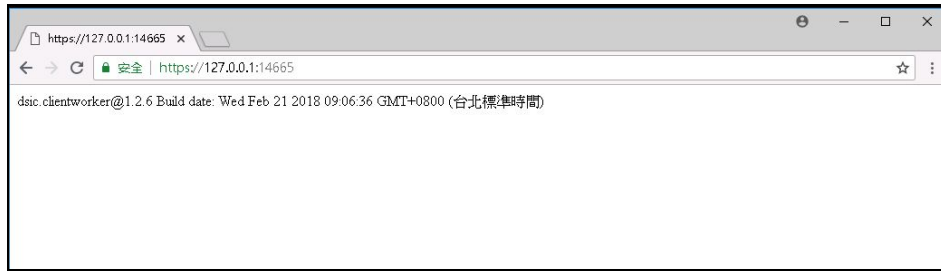 https://127.0.0.1:14665
安全 | https://127.0.0.1:14665
dsic.clientworker@1.2.6 Build date: Wed Feb 21 2018 09:06:36 GMT+0800 (台北標準時間)